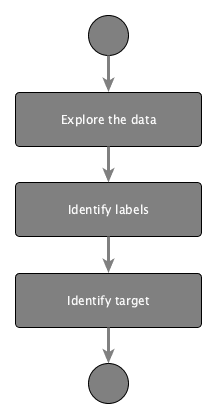 Explore the data
Identify labels
Identify target